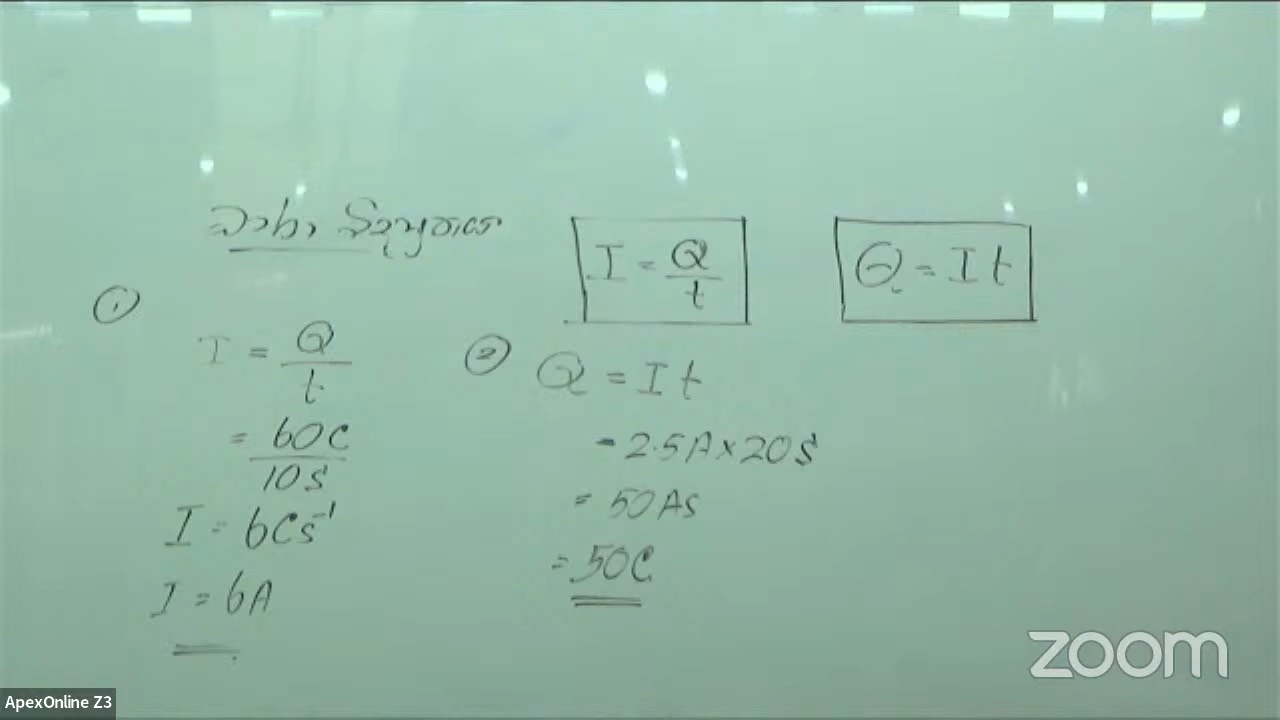 ධාරා විද්‍යුතය
I = Q/t
Q = It
①
I = Q/t
= 60C/10s
I = 6Cs⁻¹
I = 6A
②
Q = It
= 2.5A×20s
= 50As
= 50C
zoom
ApexOnline Z3